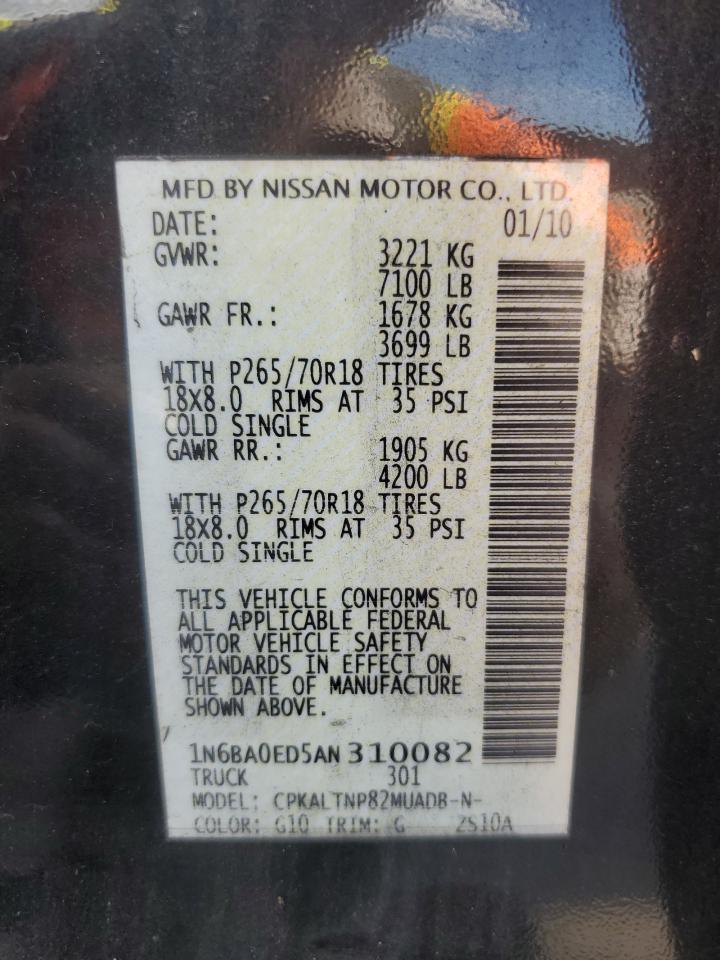 MFD BY NISSAN MOTOR CO., LTD.
DATE: 01/10
GVWR: 3221 KG
7100 LB
GAWR FR.: 1678 KG
3699 LB
WITH P265/70R18 TIRES
18X8.0 RIMS AT 35 PSI
COLD SINGLE
GAWR RR.: 1905 KG
4200 LB
WITH P265/70R18 TIRES
18X8.0 RIMS AT 35 PSI
COLD SINGLE
THIS VEHICLE CONFORMS TO
ALL APPLICABLE FEDERAL
MOTOR VEHICLE SAFETY
STANDARDS IN EFFECT ON
THE DATE OF MANUFACTURE
SHOWN ABOVE.
1N6BA0ED5AN310082
TRUCK 301
MODEL: CPKALTNP82MUADB-N-
COLOR: G10 TRIM: G ZS10A